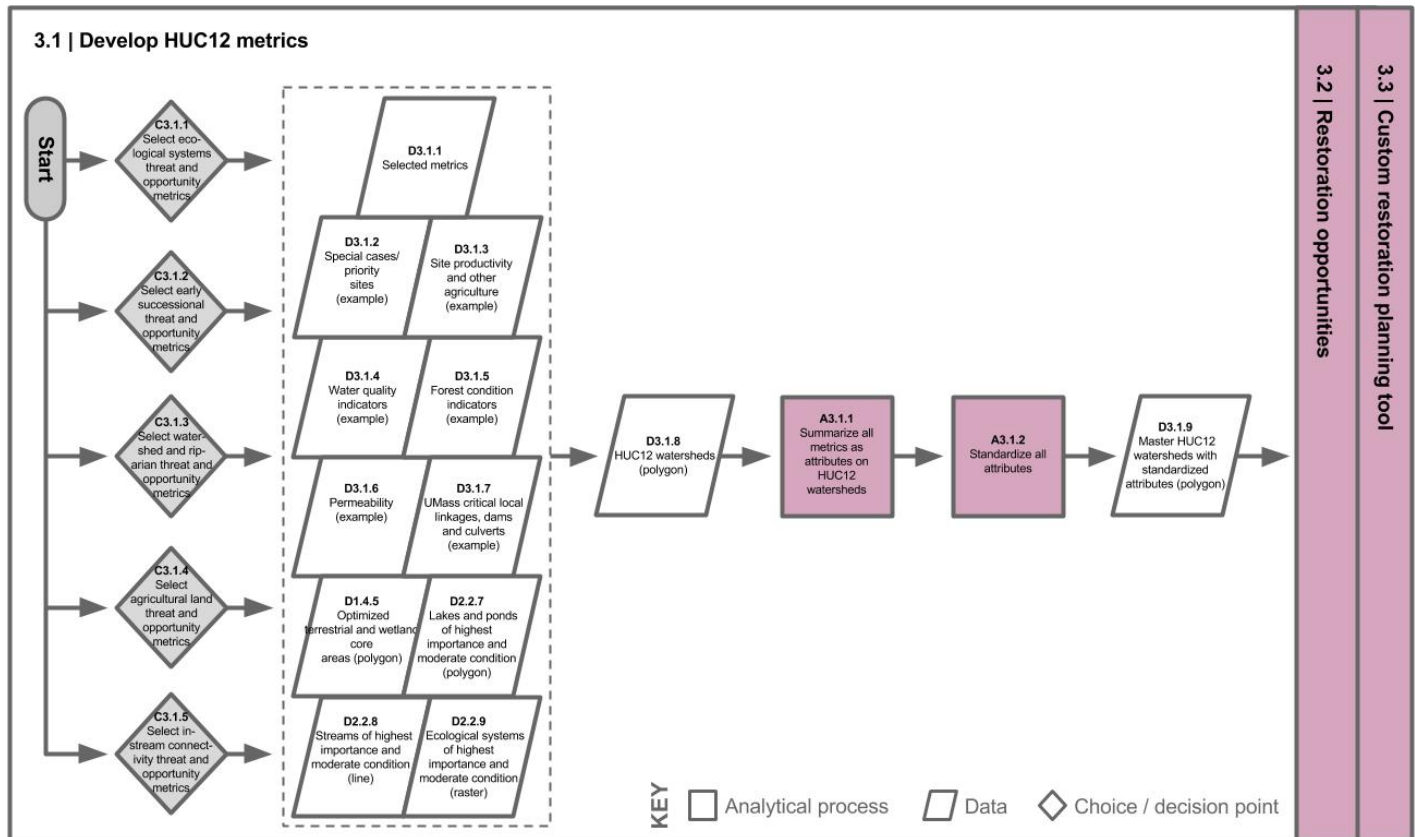 3.1 | Develop HUC12 metrics
Start
C3.1.1
Select eco-
logical systems
threat and
opportunity
metrics
C3.1.2
Select early
successional
threat and
opportunity
metrics
C3.1.3
Select water-
shed and rip-
arian threat and
opportunity
metrics
C3.1.4
Select
agricultural land
threat and
opportunity
metrics
C3.1.5
Select in-
stream connect-
ivity threat and
opportunity
metrics
D3.1.1
Selected metrics
D3.1.2
Special cases/
priority
sites
(example)
D3.1.3
Site productivity
and other
agriculture
(example)
D3.1.4
Water quality
indicators
(example)
D3.1.5
Forest condition
indicators
(example)
D3.1.6
Permeability
(example)
D3.1.7
UMass critical local
linkages, dams
and culverts
(example)
D1.4.5
Optimized
terrestrial and wetland
core
areas (polygon)
D2.2.7
Lakes and ponds
of highest
importance and
moderate condition
(polygon)
D2.2.8
Streams of highest
importance and
moderate condition
(line)
D2.2.9
Ecological systems
of highest
importance and
moderate condition
(raster)
D3.1.8
HUC12 watersheds
(polygon)
A3.1.1
Summarize all
metrics as
attributes on
HUC12
watersheds
A3.1.2
Standardize all
attributes
D3.1.9
Master HUC12
watersheds with
standardized
attributes (polygon)
3.2 | Restoration opportunities
3.3 | Custom restoration planning tool
KEY
Analytical process
Data
Choice / decision point